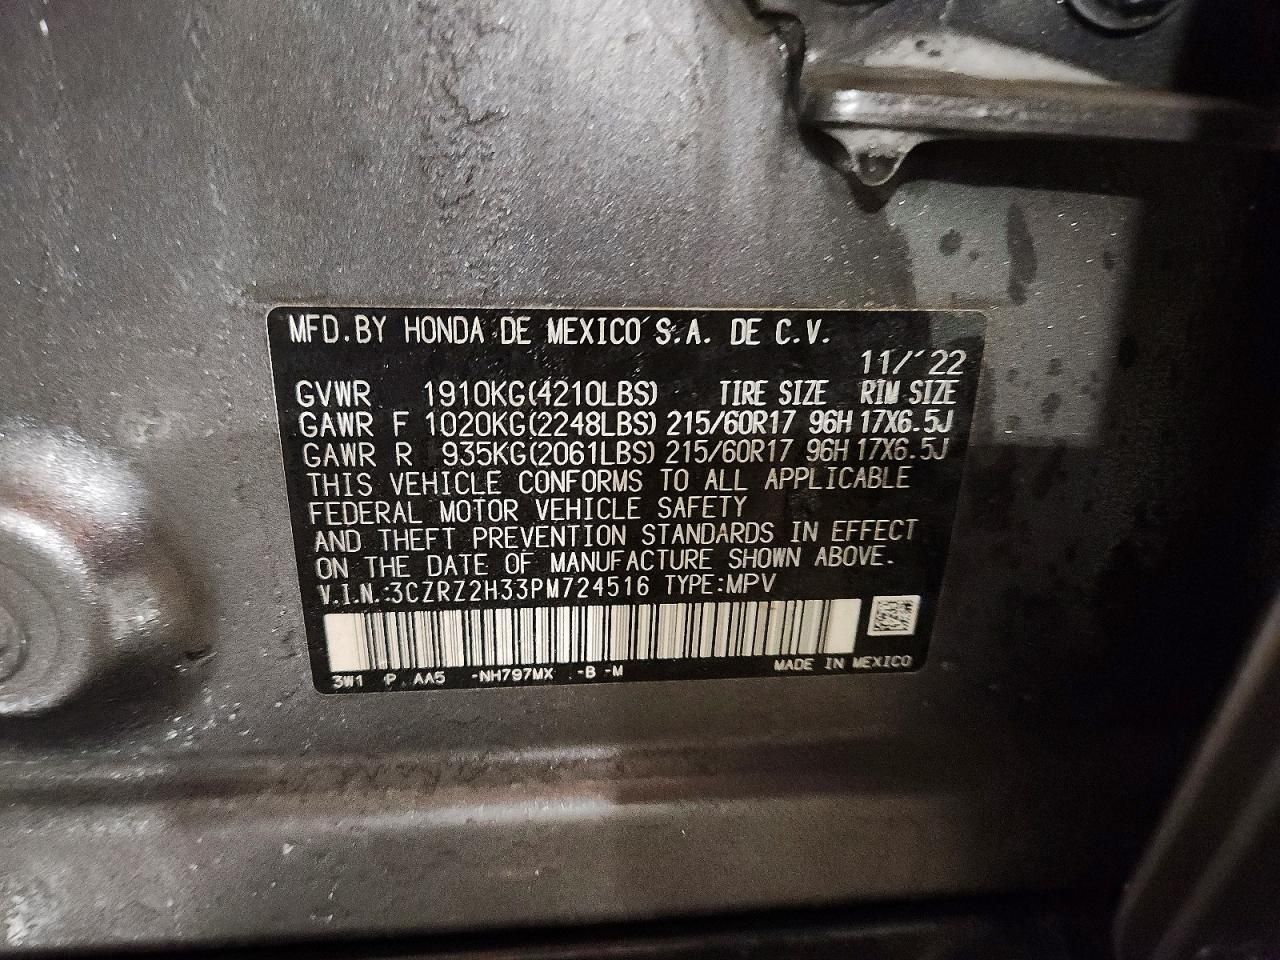 MFD.BY HONDA DE MEXICO S.A. DE C.V.
11/'22
GVWR 1910KG(4210LBS) TIRE SIZE RIM SIZE
GAWR F 1020KG(2248LBS) 215/60R17 96H 17X6.5J
GAWR R 935KG(2061LBS) 215/60R17 96H 17X6.5J
THIS VEHICLE CONFORMS TO ALL APPLICABLE
FEDERAL MOTOR VEHICLE SAFETY
AND THEFT PREVENTION STANDARDS IN EFFECT
ON THE DATE OF MANUFACTURE SHOWN ABOVE.
V.I.N.:3CZRZ2H33PM724516 TYPE:MPV
3W1 P AA5 -NH797MX -B -M MADE IN MEXICO